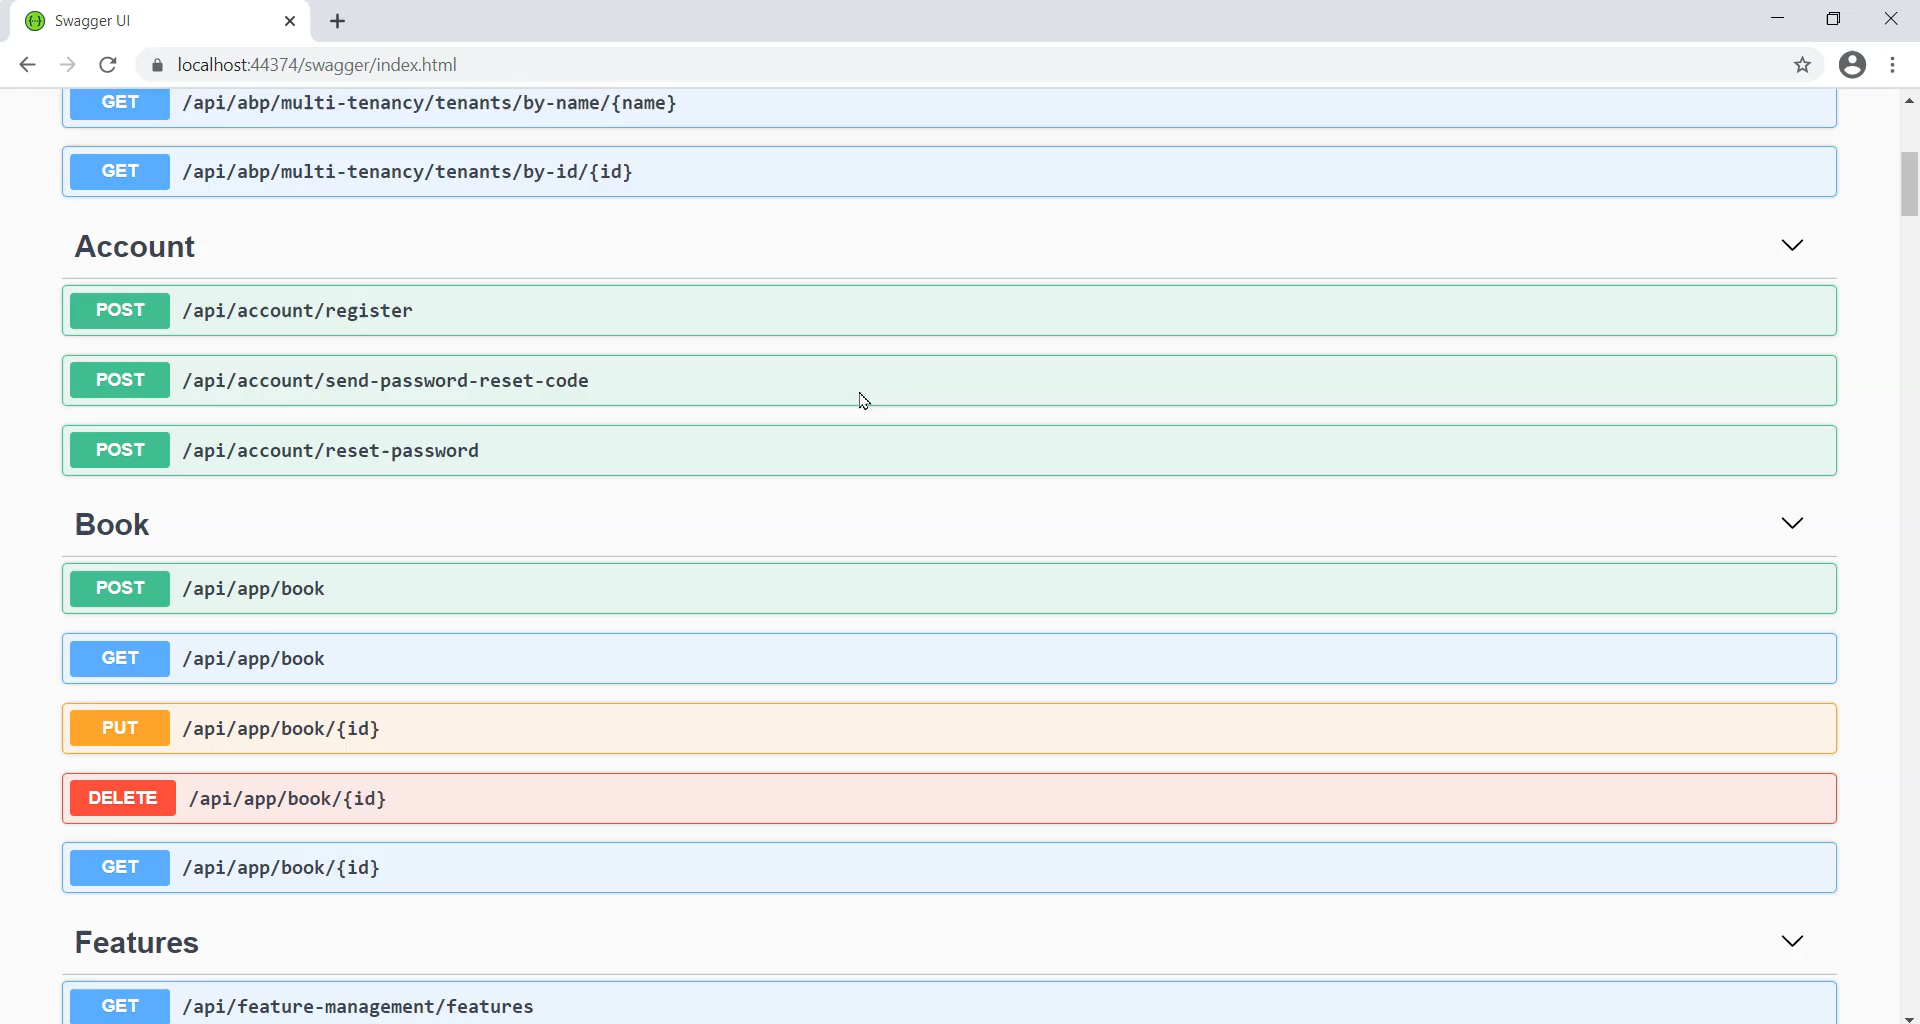 Swagger UI
localhost:44374/swagger/index.html
GET /api/abp/multi-tenancy/tenants/by-name/{name}
GET /api/abp/multi-tenancy/tenants/by-id/{id}
Account
POST /api/account/register
POST /api/account/send-password-reset-code
POST /api/account/reset-password
Book
POST /api/app/book
GET /api/app/book
PUT /api/app/book/{id}
DELETE /api/app/book/{id}
GET /api/app/book/{id}
Features
GET /api/feature-management/features